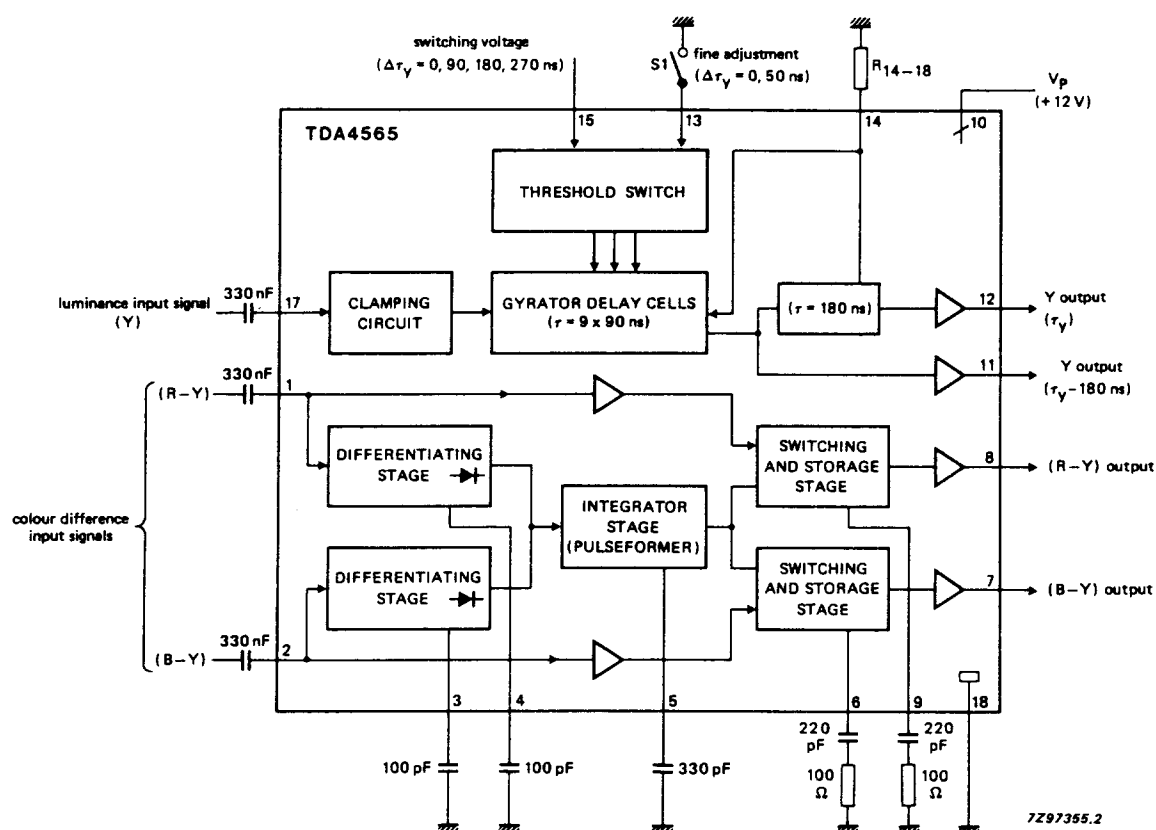 switching voltage
(Δτy = 0, 90, 180, 270 ns)
S1
fine adjustment
(Δτy = 0, 50 ns)
R14–18
VP
(+12 V)
15
13
14
10
TDA4565
THRESHOLD SWITCH
luminance input signal
(Y)
330 nF
17
CLAMPING
CIRCUIT
GYRATOR DELAY CELLS
(τ = 9 x 90 ns)
(τ = 180 ns)
12
Y output
(τy)
11
Y output
(τy–180 ns)
330 nF
(R–Y)
1
DIFFERENTIATING
STAGE
SWITCHING
AND STORAGE
STAGE
8
(R–Y) output
colour difference
input signals
INTEGRATOR
STAGE
(PULSEFORMER)
DIFFERENTIATING
STAGE
SWITCHING
AND STORAGE
STAGE
7
(B–Y) output
330 nF
(B–Y)
2
3
4
5
6
9
18
100 pF
100 pF
330 pF
220
pF
220
pF
100
Ω
100
Ω
7Z97355.2